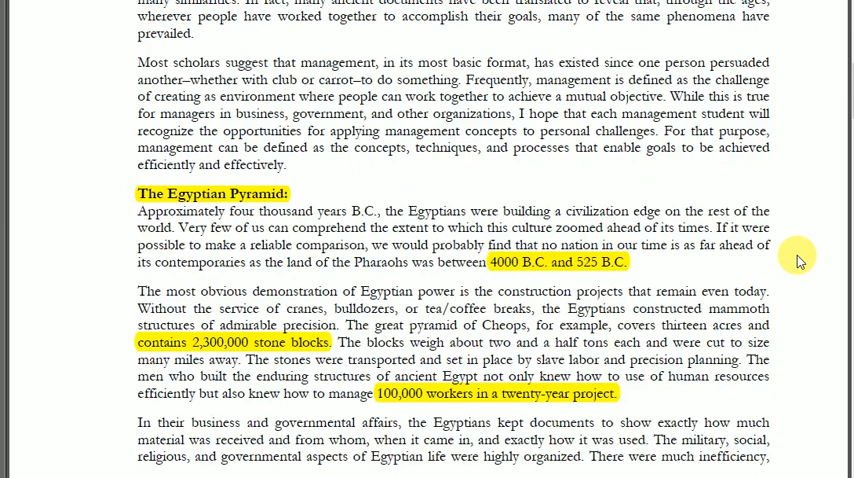 many similarities. In fact, many ancient documents have been translated to reveal that, through the ages,
wherever people have worked together to accomplish their goals, many of the same phenomena have
prevailed.
Most scholars suggest that management, in its most basic format, has existed since one person persuaded
another–whether with club or carrot–to do something. Frequently, management is defined as the challenge
of creating as environment where people can work together to achieve a mutual objective. While this is true
for managers in business, government, and other organizations, I hope that each management student will
recognize the opportunities for applying management concepts to personal challenges. For that purpose,
management can be defined as the concepts, techniques, and processes that enable goals to be achieved
efficiently and effectively.
The Egyptian Pyramid:
Approximately four thousand years B.C., the Egyptians were building a civilization edge on the rest of the
world. Very few of us can comprehend the extent to which this culture zoomed ahead of its times. If it were
possible to make a reliable comparison, we would probably find that no nation in our time is as far ahead of
its contemporaries as the land of the Pharaohs was between 4000 B.C. and 525 B.C.
The most obvious demonstration of Egyptian power is the construction projects that remain even today.
Without the service of cranes, bulldozers, or tea/coffee breaks, the Egyptians constructed mammoth
structures of admirable precision. The great pyramid of Cheops, for example, covers thirteen acres and
contains 2,300,000 stone blocks. The blocks weigh about two and a half tons each and were cut to size
many miles away. The stones were transported and set in place by slave labor and precision planning. The
men who built the enduring structures of ancient Egypt not only knew how to use of human resources
efficiently but also knew how to manage 100,000 workers in a twenty-year project.
In their business and governmental affairs, the Egyptians kept documents to show exactly how much
material was received and from whom, when it came in, and exactly how it was used. The military, social,
religious, and governmental aspects of Egyptian life were highly organized. There were much inefficiency,